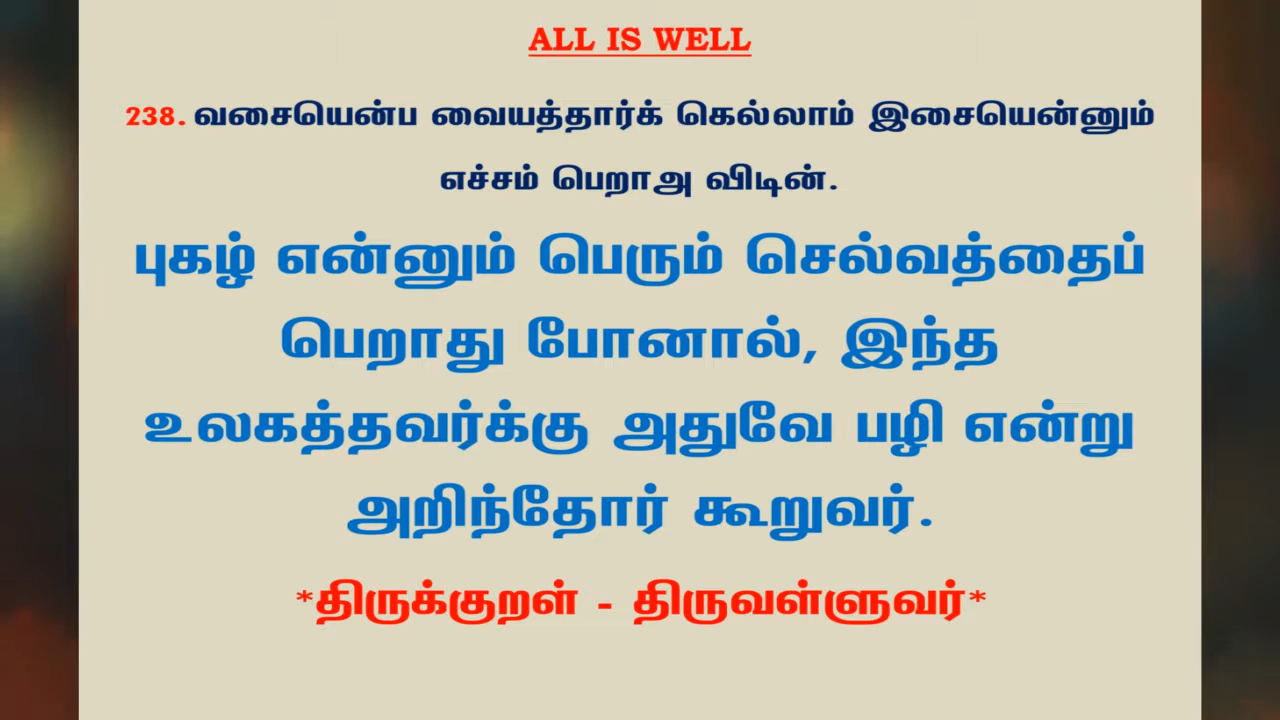 ALL IS WELL
238. வசையென்ப வையத்தார்க் கெல்லாம் இசையென்னும்
எச்சம் பெறாஅ விடின்.
புகழ் என்னும் பெரும் செல்வத்தைப்
பெறாது போனால், இந்த
உலகத்தவர்க்கு அதுவே பழி என்று
அறிந்தோர் கூறுவர்.
*திருக்குறள் - திருவள்ளுவர்*